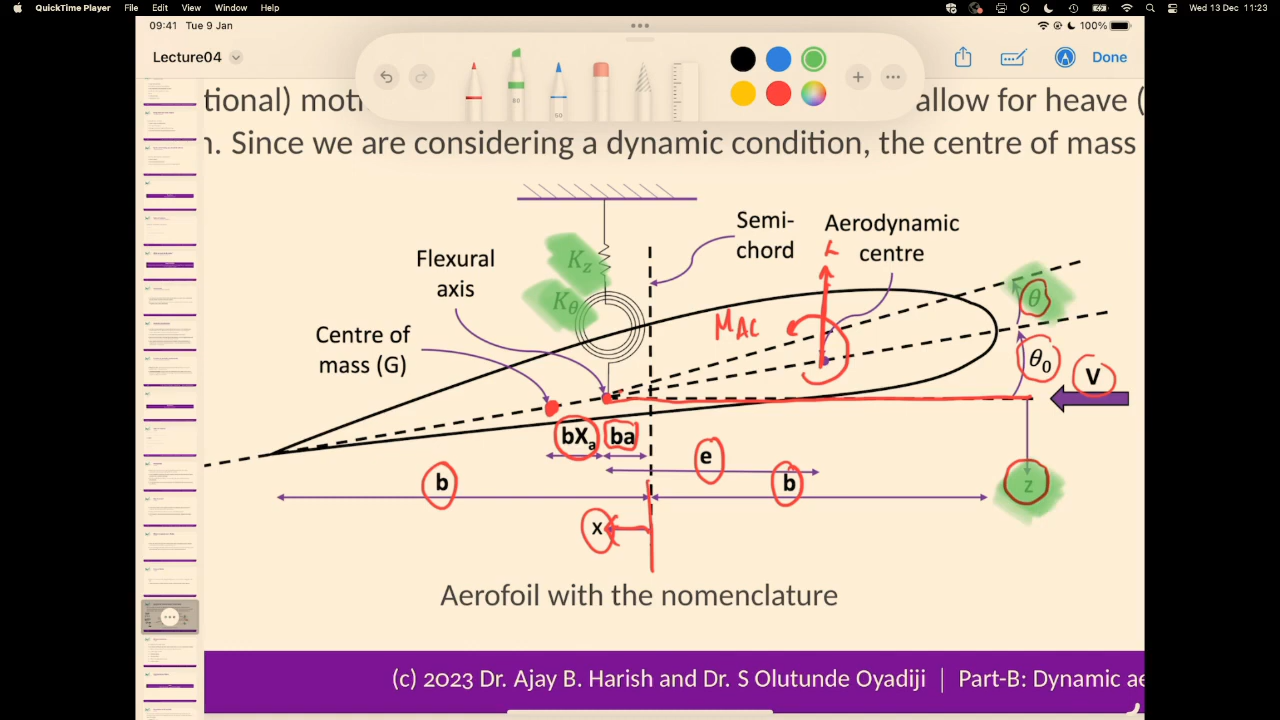 QuickTime Player File Edit View Window Help
Wed 13 Dec 11:23
09:41 Tue 9 Jan
100%
Lecture04
Done
80
50
tional) moti
allow for heave (
n. Since we are considering a dynamic condition, the centre of mass
Semi-
chord
Aerodynamic
centre
L
Flexural
axis
Kz
Kθ
θ
MAC
Centre of
mass (G)
θ0
V
bXa
ba
e
b
b
z
x
Aerofoil with the nomenclature
(c) 2023 Dr. Ajay B. Harish and Dr. S Olutunde Oyadiji | Part-B: Dynamic ae